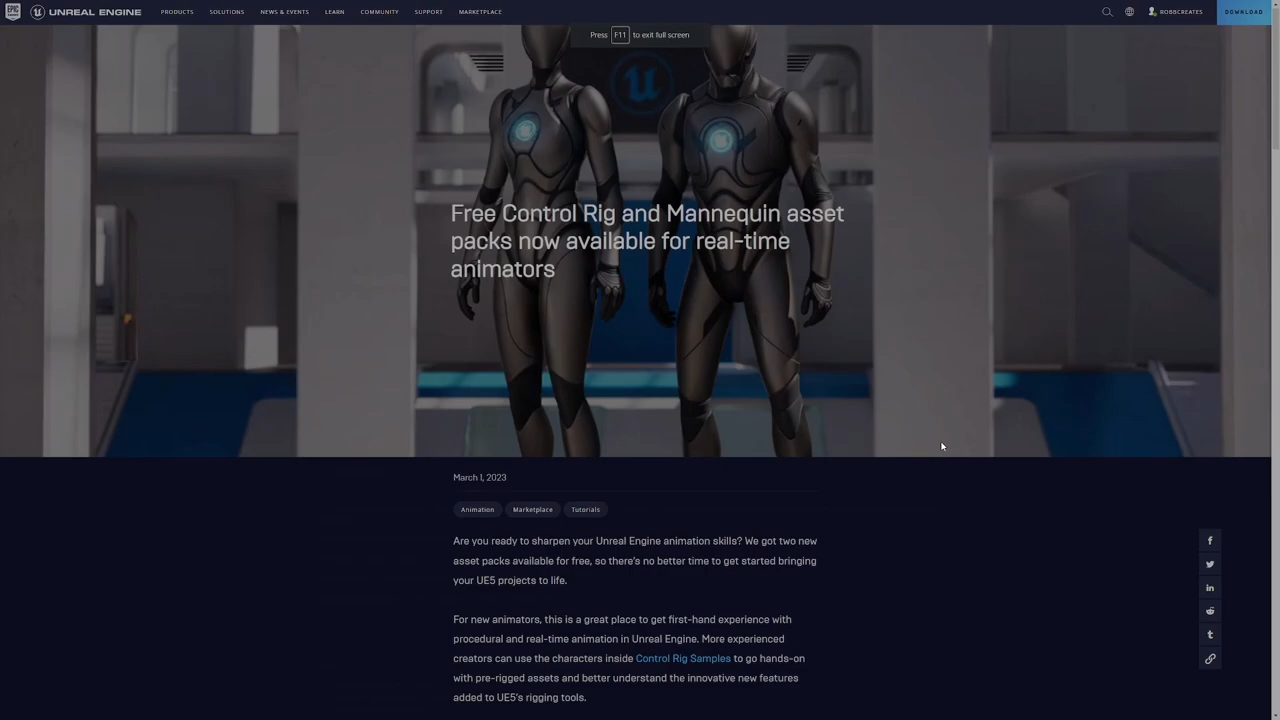 EPIC GAMES
UNREAL ENGINE PRODUCTS SOLUTIONS NEWS & EVENTS LEARN COMMUNITY SUPPORT MARKETPLACE ROBBCREATES DOWNLOAD
Press F11 to exit full screen
Free Control Rig and Mannequin asset
packs now available for real-time
animators
March 1, 2023
Animation Marketplace Tutorials
Are you ready to sharpen your Unreal Engine animation skills? We got two new
asset packs available for free, so there's no better time to get started bringing
your UE5 projects to life.
For new animators, this is a great place to get first-hand experience with
procedural and real-time animation in Unreal Engine. More experienced
creators can use the characters inside Control Rig Samples to go hands-on
with pre-rigged assets and better understand the innovative new features
added to UE5's rigging tools.